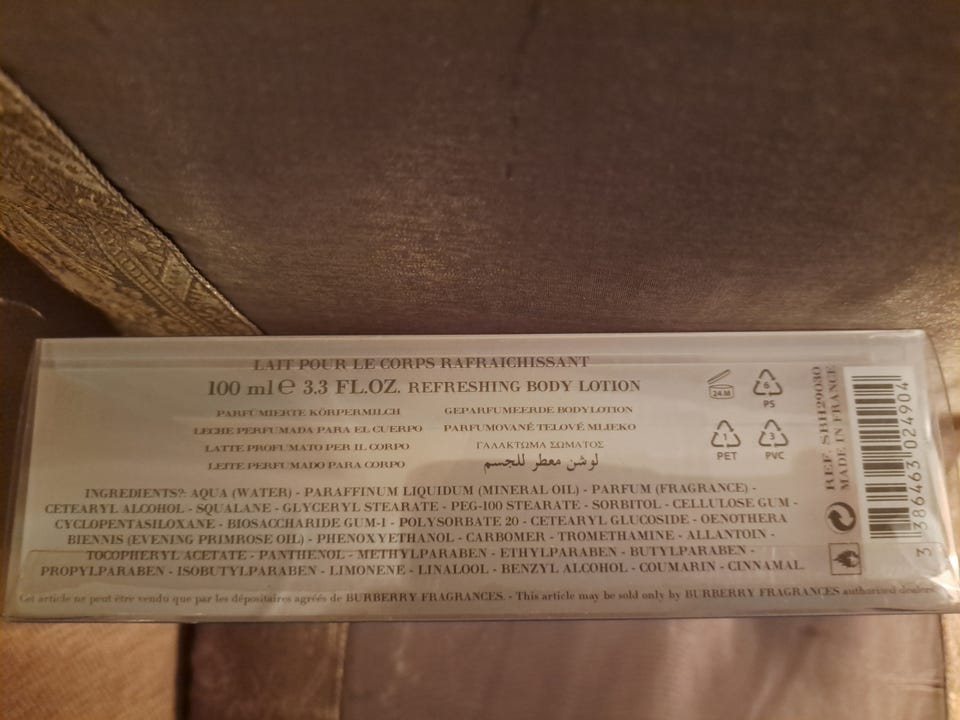 LAIT POUR LE CORPS RAFRAICHISSANT
100 ml ℮ 3.3 FL.OZ. REFRESHING BODY LOTION
PARFÜMIERTE KÖRPERMILCH
GEPARFUMEERDE BODYLOTION
LECHE PERFUMADA PARA EL CUERPO
PARFUMOVANÉ TELOVÉ MLIEKO
LATTE PROFUMATO PER IL CORPO
ΓΑΛΑΚΤΩΜΑ ΣΩΜΑΤΟΣ
LEITE PERFUMADO PARA CORPO
لوشن معطر للجسم
INGREDIENTS: AQUA (WATER) - PARAFFINUM LIQUIDUM (MINERAL OIL) - PARFUM (FRAGRANCE) -
CETEARYL ALCOHOL - SQUALANE - GLYCERYL STEARATE - PEG-100 STEARATE - SORBITOL - CELLULOSE GUM -
CYCLOPENTASILOXANE - BIOSACCHARIDE GUM-1 - POLYSORBATE 20 - CETEARYL GLUCOSIDE - OENOTHERA
BIENNIS (EVENING PRIMROSE OIL) - PHENOXYETHANOL - CARBOMER - TROMETHAMINE - ALLANTOIN -
TOCOPHERYL ACETATE - PANTHENOL - METHYLPARABEN - ETHYLPARABEN - BUTYLPARABEN -
PROPYLPARABEN - ISOBUTYLPARABEN - LIMONENE - LINALOOL - BENZYL ALCOHOL - COUMARIN - CINNAMAL
Cet article ne peut être vendu que par les dépositaires agréés de BURBERRY FRAGRANCES. - This article may be sold only by BURBERRY FRAGRANCES authorized dealers
24 M
6
PS
1
PET
3
PVC
REF. SBH29030
MADE IN FRANCE
3 386463 024904